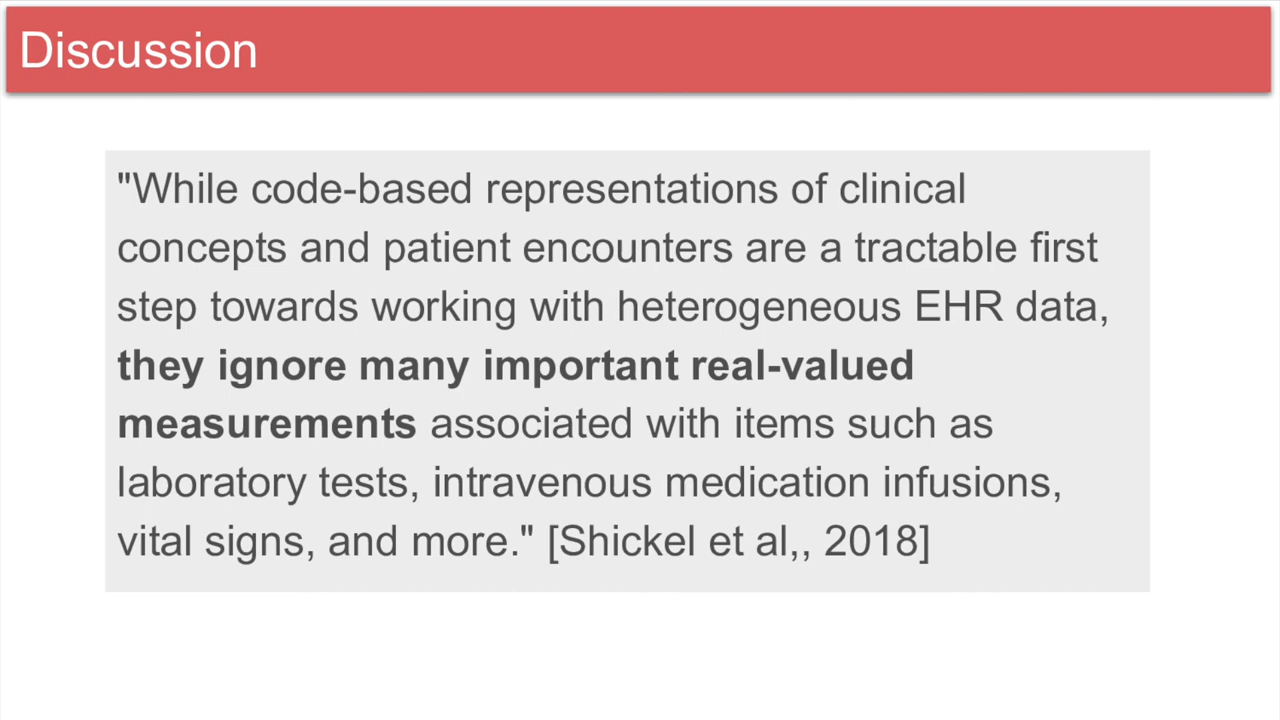 Discussion
"While code-based representations of clinical
concepts and patient encounters are a tractable first
step towards working with heterogeneous EHR data,
they ignore many important real-valued
measurements associated with items such as
laboratory tests, intravenous medication infusions,
vital signs, and more." [Shickel et al,, 2018]